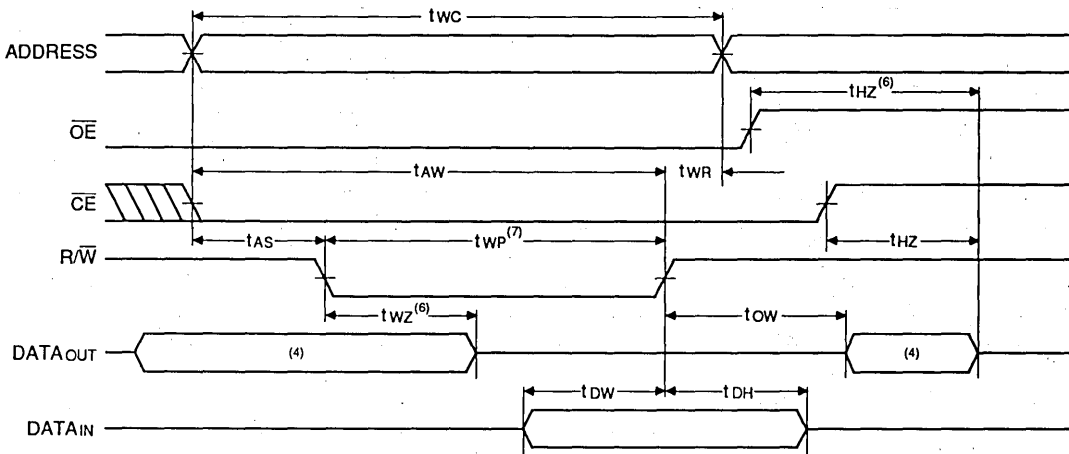 tWC
ADDRESS
tHZ(6)
OE
tAW
tWR
CE
tAS
tWP(7)
tHZ
R/W
tWZ(6)
tOW
DATAOUT
(4)
(4)
tDW
tDH
DATAIN